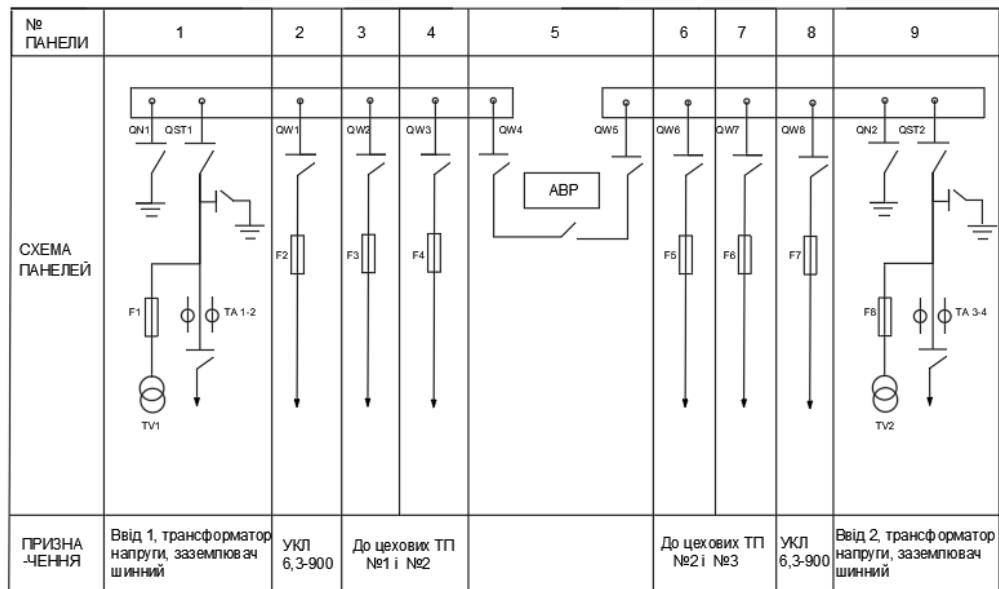 №
ПАНЕЛИ
1
2
3
4
5
6
7
8
9
QN1
QST1
QW1
QW2
QW3
QW4
QW5
QW6
QW7
QW8
QN2
QST2
АВР
СХЕМА
ПАНЕЛЕЙ
F2
F3
F4
F5
F6
F7
F1
ТА 1-2
F8
ТА 3-4
TV1
TV2
ПРИЗНА
-ЧЕННЯ
Ввід 1, трансформатор
напруги, заземлювач
шинний
УКЛ
6,3-900
До цехових ТП
№1 і №2
До цехових ТП
№2 і №3
УКЛ
6,3-900
Ввід 2, трансформатор
напруги, заземлювач
шинний